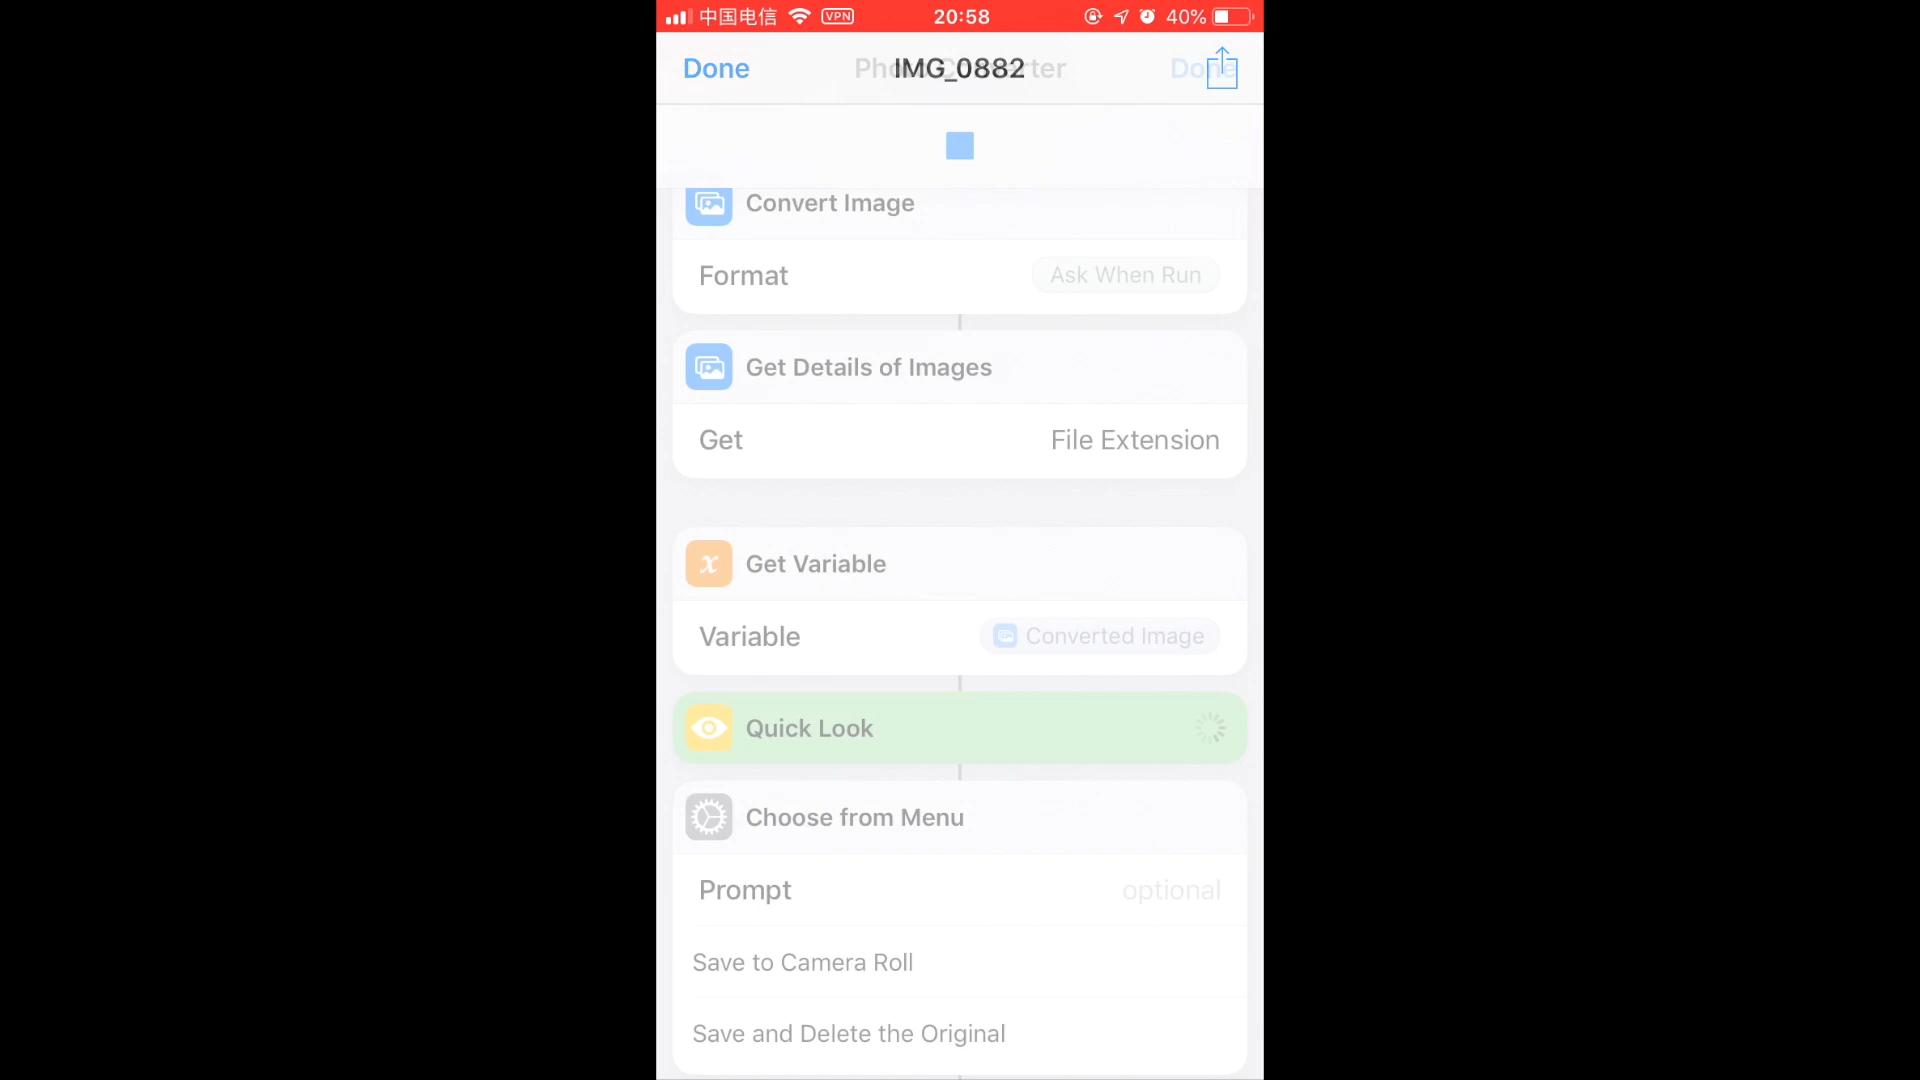 中国电信 VPN 20:58 40%
Done Photo Converter IMG_0882 Done
Convert Image
Format Ask When Run
Get Details of Images
Get File Extension
x Get Variable
Variable Converted Image
Quick Look
Choose from Menu
Prompt optional
Save to Camera Roll
Save and Delete the Original